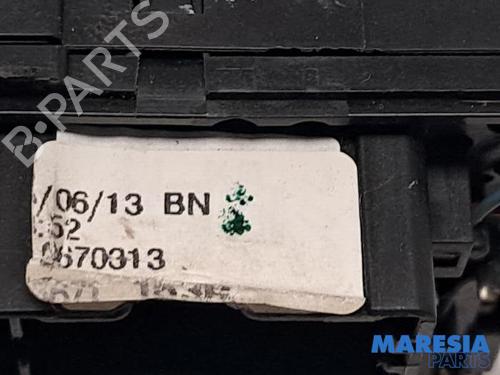 B-PARTS
/06/13 BN
52
670313
MARESIA
PARTS